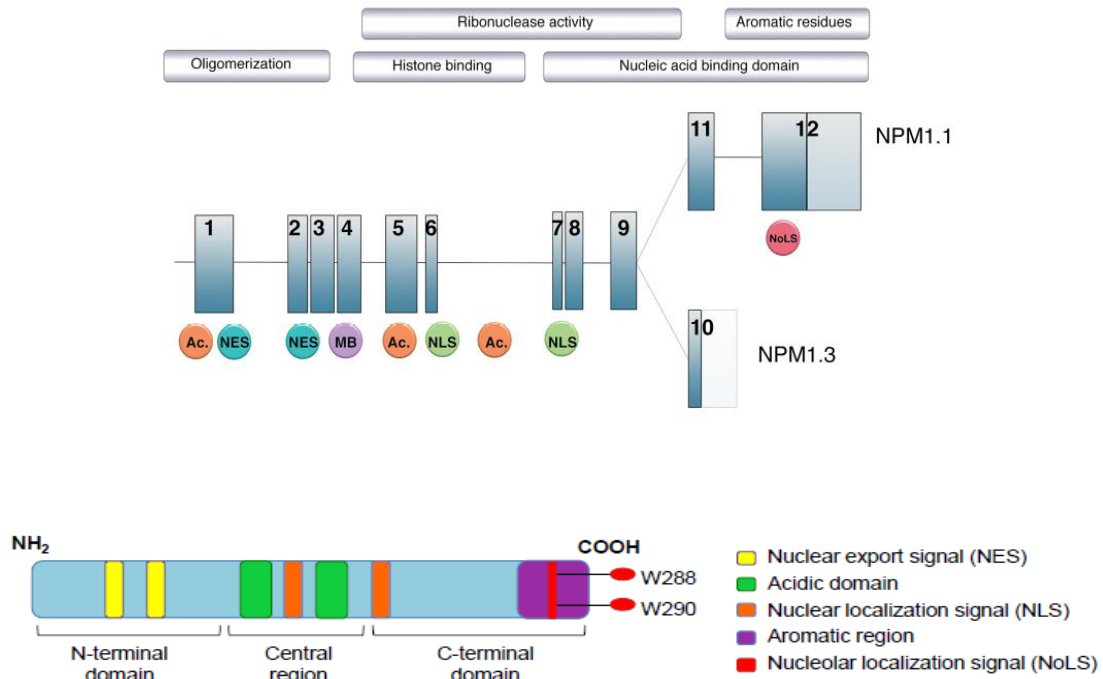 Ribonuclease activity
Aromatic residues
Oligomerization
Histone binding
Nucleic acid binding domain
11
12
NPM1.1
1
2
3
4
5
6
7
8
9
NoLS
Ac.
NES
NES
MB
Ac.
NLS
Ac.
NLS
10
NPM1.3
NH2
COOH
W288
W290
N-terminal
domain
Central
region
C-terminal
domain
Nuclear export signal (NES)
Acidic domain
Nuclear localization signal (NLS)
Aromatic region
Nucleolar localization signal (NoLS)